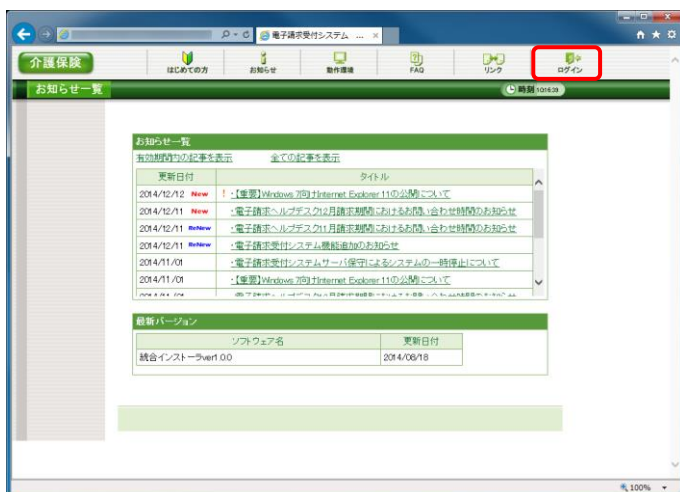 電子請求受付システム ...
介護保険
はじめての方
お知らせ
動作環境
FAQ
リンク
ログイン
お知らせ一覧
時刻
お知らせ一覧
有効期間内の記事を表示 全ての記事を表示
更新日付 タイトル
2014/12/12 New ! ・【重要】Windows 7向けInternet Explorer 11の公開について
2014/12/11 New ・電子請求ヘルプデスク12月請求期間におけるお問い合わせ時間のお知らせ
2014/12/11 ReNew ・電子請求ヘルプデスク11月請求期間におけるお問い合わせ時間のお知らせ
2014/12/11 ReNew ・電子請求受付システム機能追加のお知らせ
2014/11/01 ・電子請求受付システムサーバ保守によるシステムの一時停止について
2014/11/01 ・【重要】Windows 7向けInternet Explorer 11の公開について
最新バージョン
ソフトウェア名 更新日付
統合インストーラver1.0.0 2014/08/18
100%